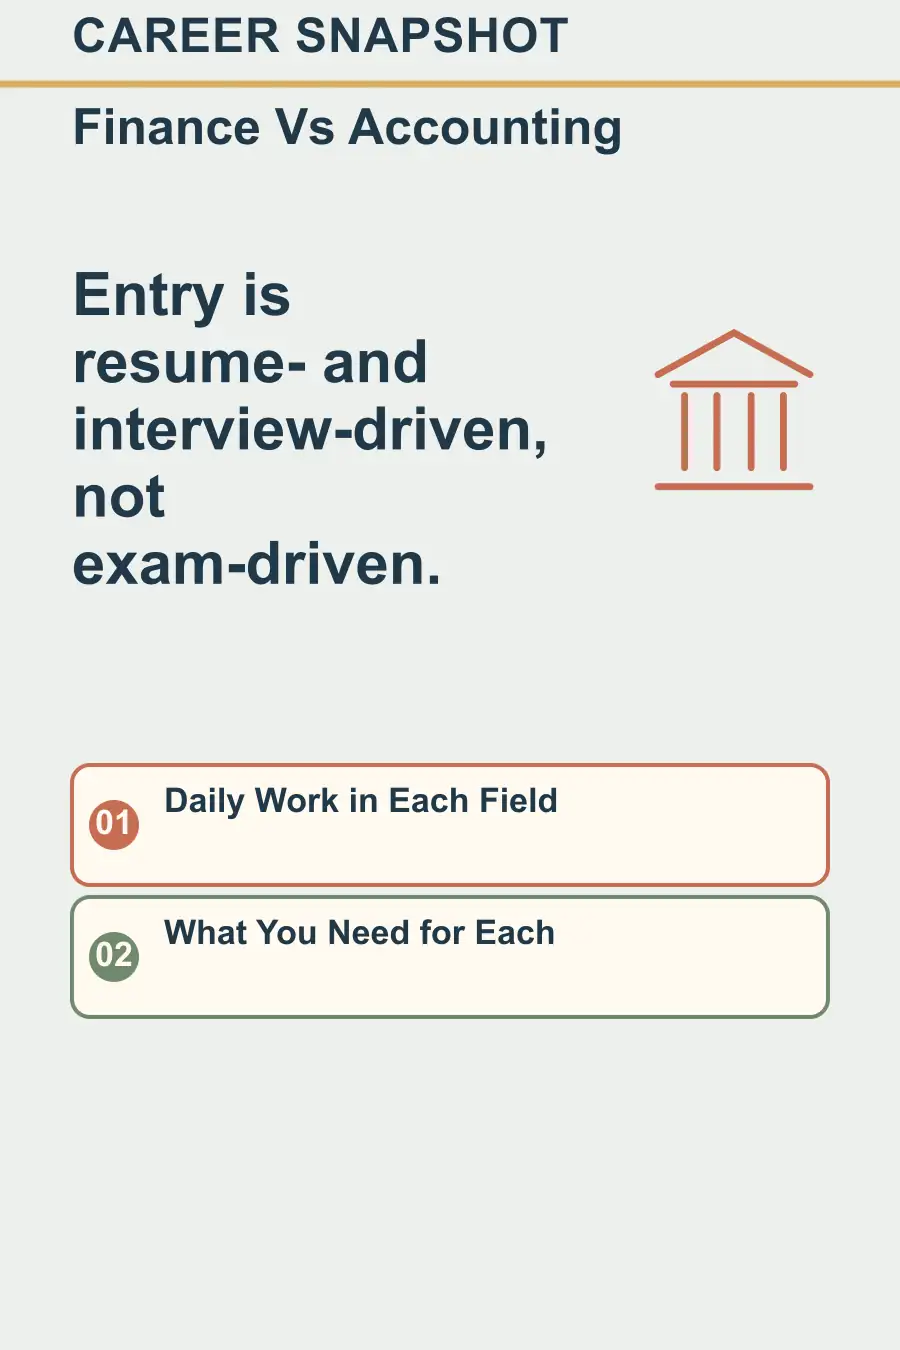 CAREER SNAPSHOT
Finance Vs Accounting
Entry is
resume- and
interview-driven,
not
exam-driven.
01
Daily Work in Each Field
02
What You Need for Each